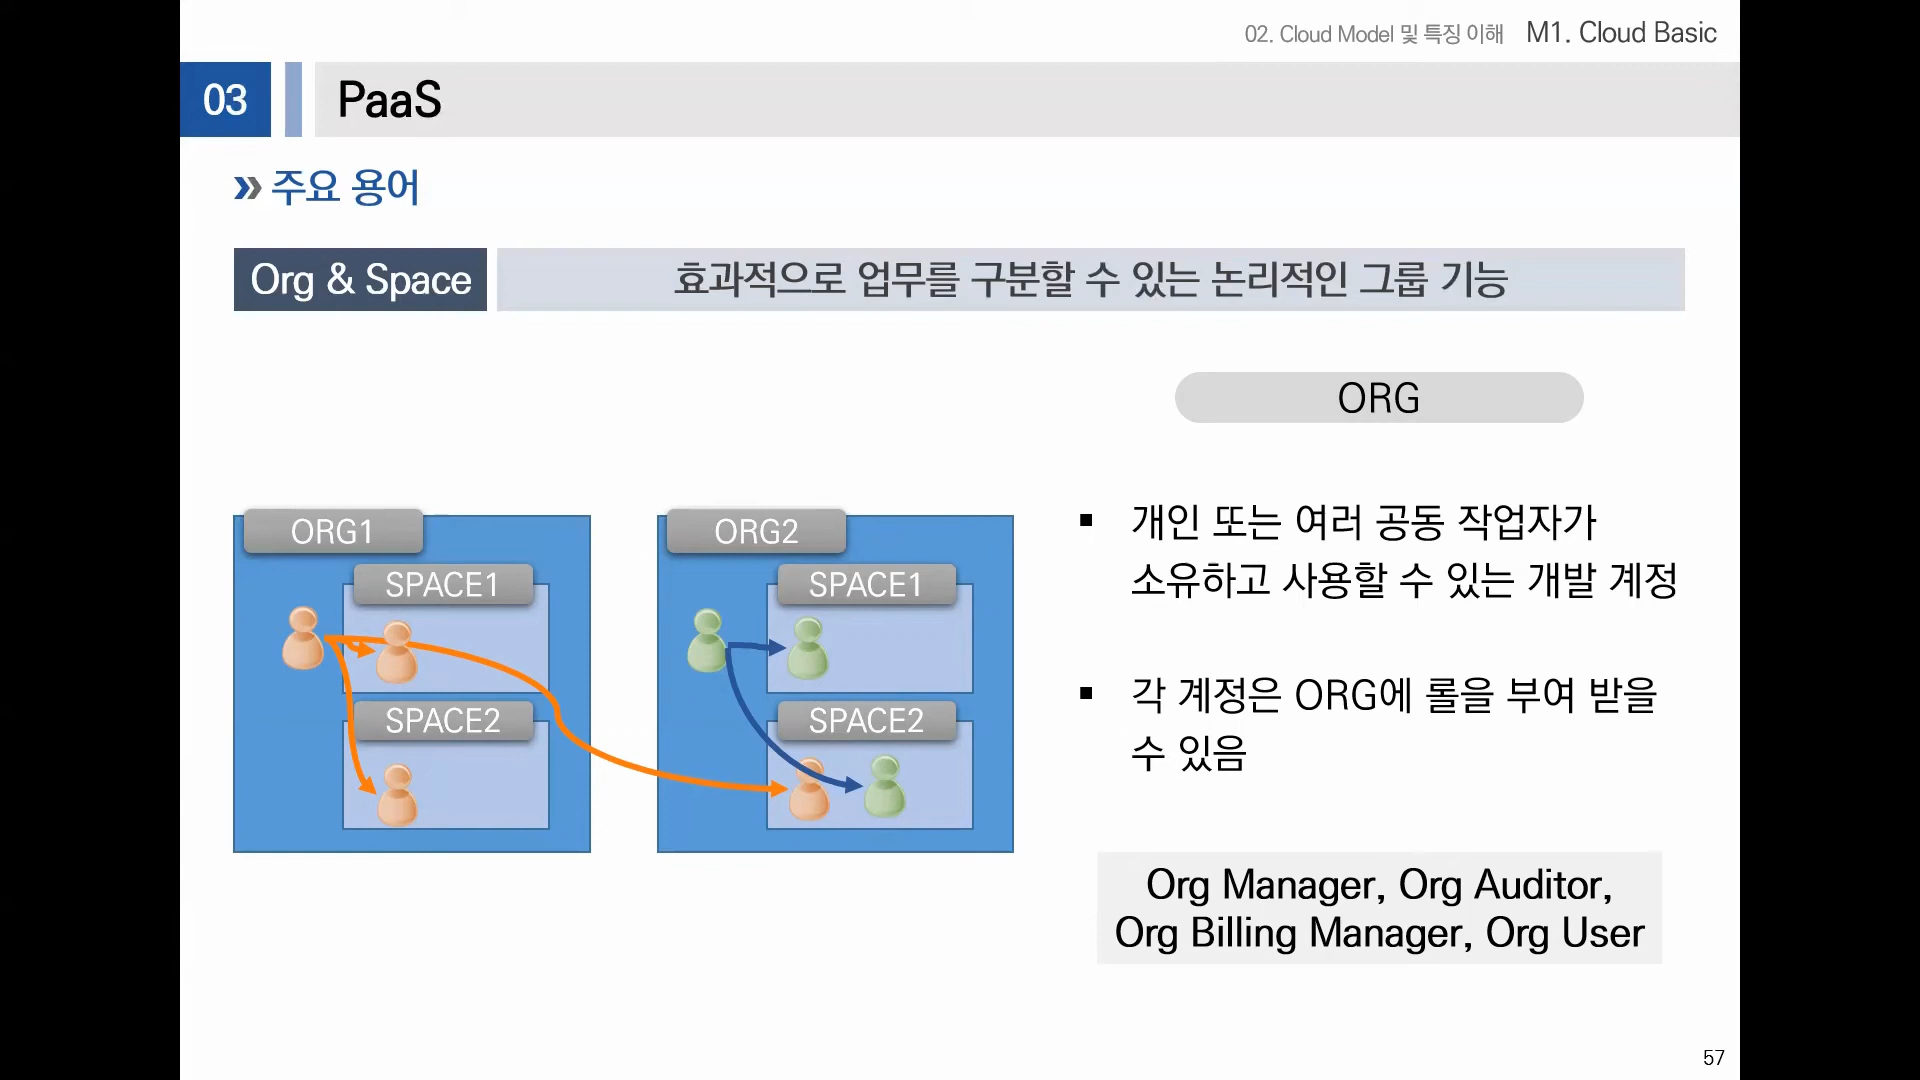 02. Cloud Model 및 특징 이해 M1. Cloud Basic
03 PaaS
주요 용어
Org & Space 효과적으로 업무를 구분할 수 있는 논리적인 그룹 기능
ORG
ORG1
SPACE1
SPACE2
ORG2
SPACE1
SPACE2
▪ 개인 또는 여러 공동 작업자가
소유하고 사용할 수 있는 개발 계정
▪ 각 계정은 ORG에 롤을 부여 받을
수 있음
Org Manager, Org Auditor,
Org Billing Manager, Org User
57